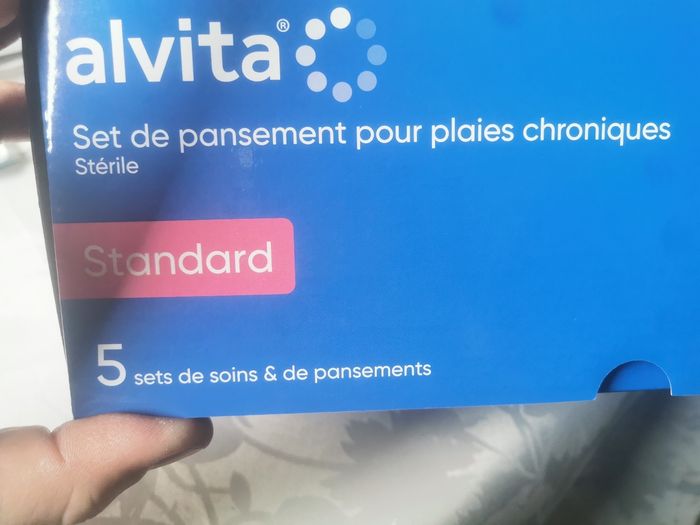 alvita®
Set de pansement pour plaies chroniques
Stérile
Standard
5 sets de soins & de pansements